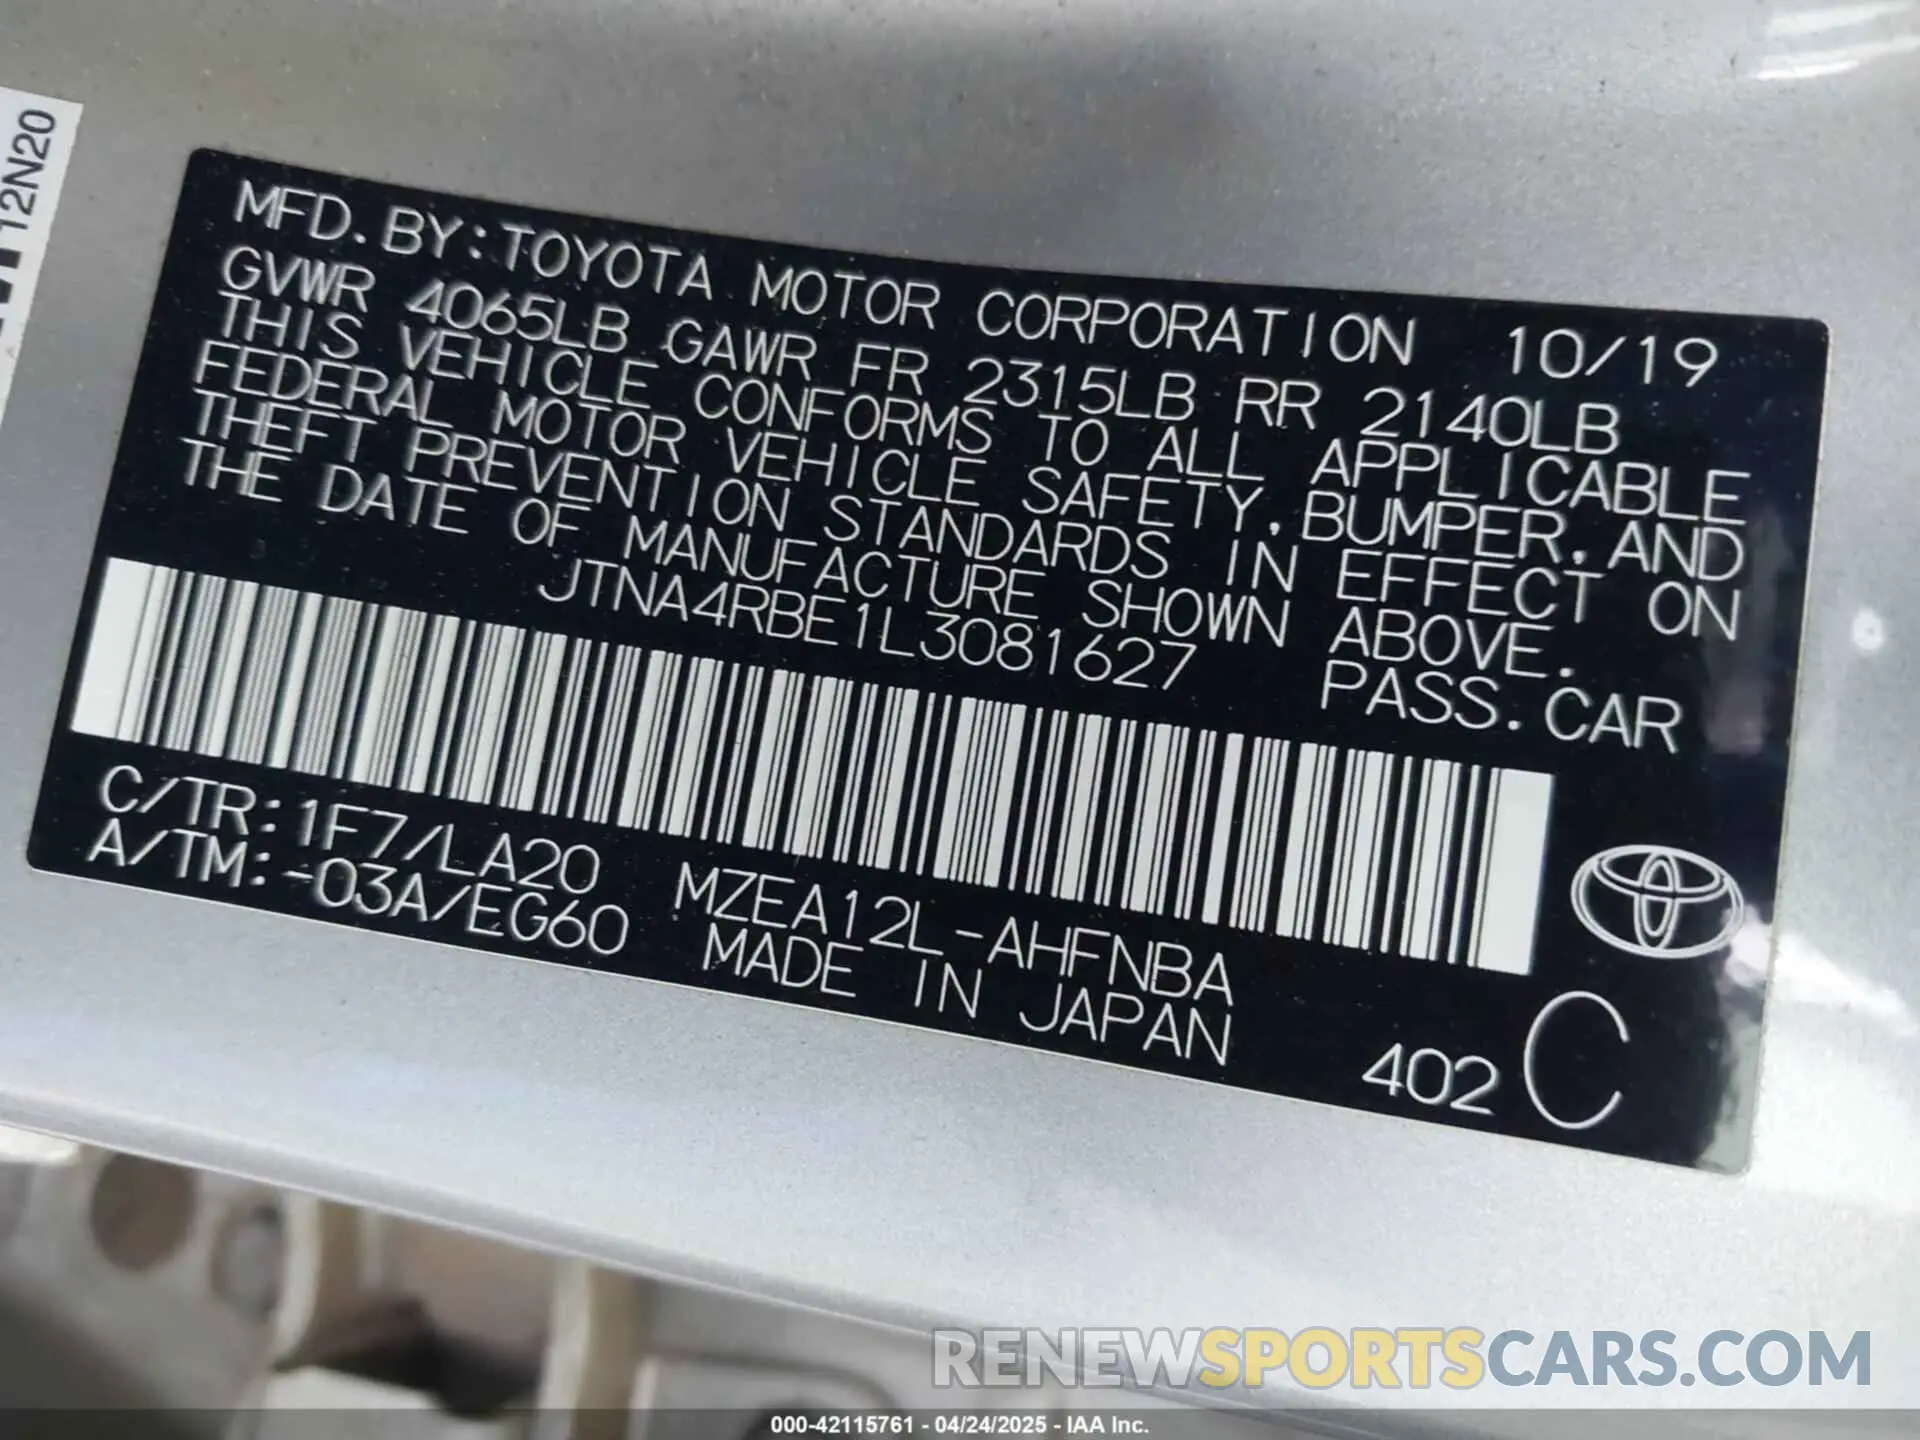 12N20
MFD.BY:TOYOTA MOTOR CORPORATION 10/19
GVWR 4065LB GAWR FR 2315LB RR 2140LB
THIS VEHICLE CONFORMS TO ALL APPLICABLE
FEDERAL MOTOR VEHICLE SAFETY,BUMPER,AND
THEFT PREVENTION STANDARDS IN EFFECT ON
THE DATE OF MANUFACTURE SHOWN ABOVE.
JTNA4RBE1L3081627 PASS.CAR
C/TR:1F7/LA20 MZEA12L-AHFNBA
A/TM:-03A/EG60 MADE IN JAPAN
402 C
RENEWSPORTSCARS.COM
000-42115761 - 04/24/2025 - IAA Inc.